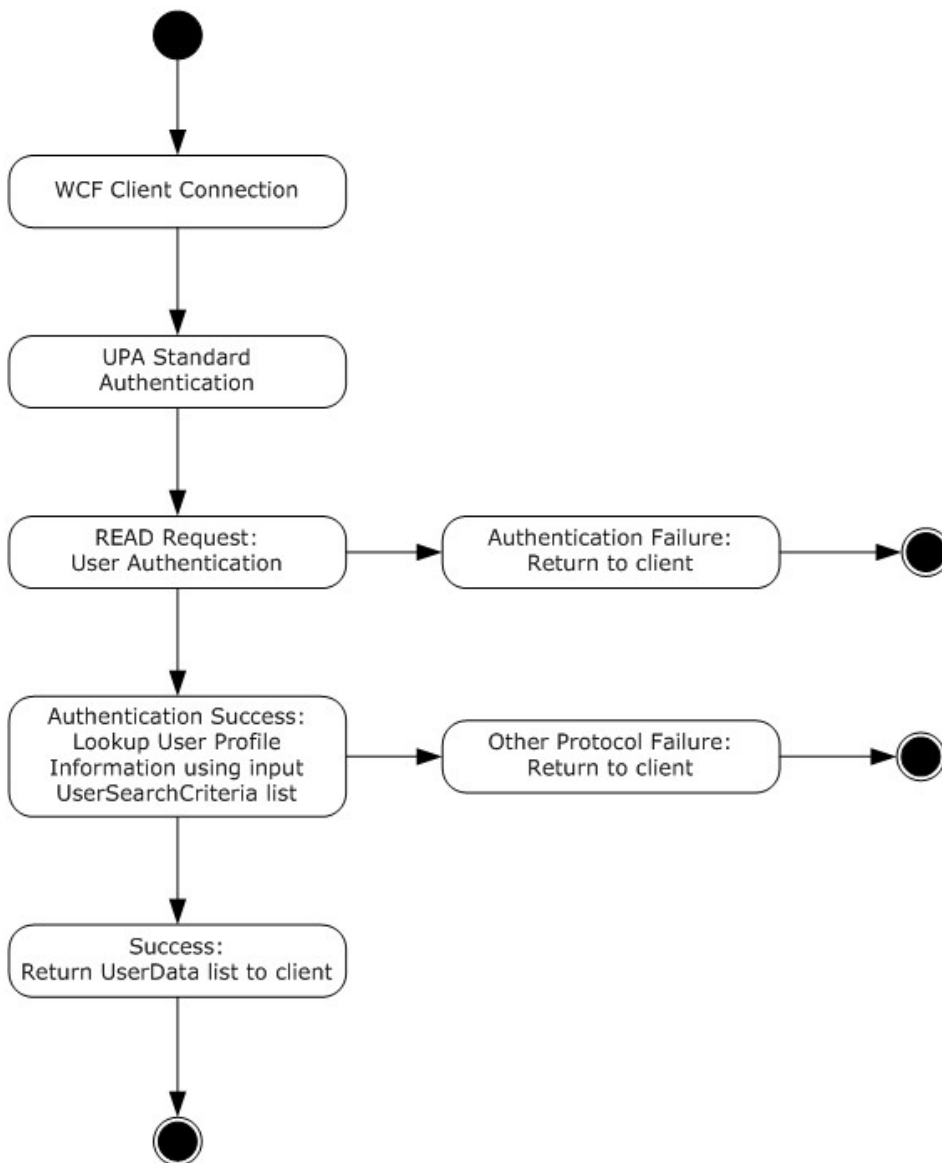 WCF Client Connection
UPA Standard
Authentication
READ Request:
User Authentication
Authentication Failure:
Return to client
Authentication Success:
Lookup User Profile
Information using input
UserSearchCriteria list
Other Protocol Failure:
Return to client
Success:
Return UserData list to client